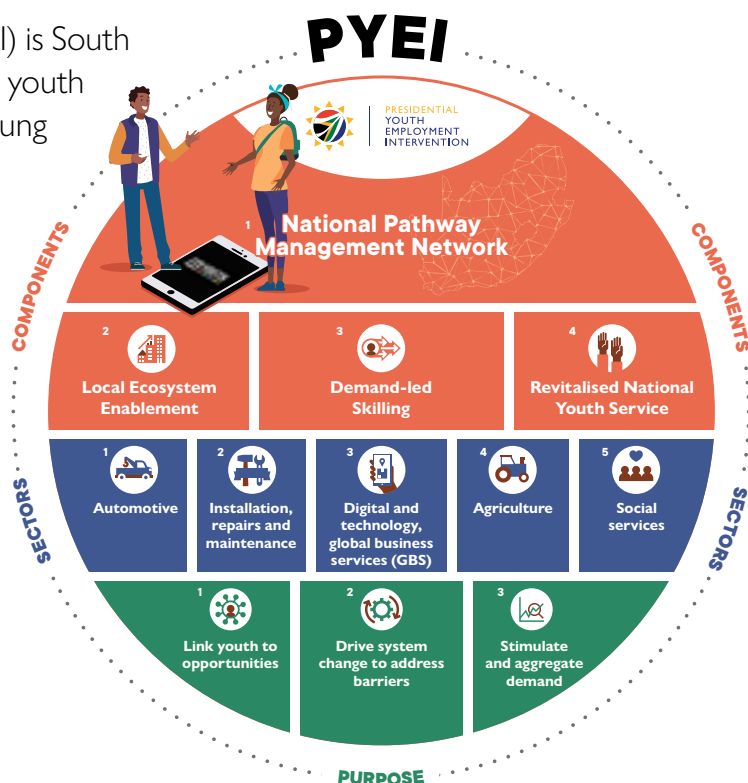 I) is South
youth
ung
PYEI
PRESIDENTIAL
YOUTH
EMPLOYMENT
INTERVENTION
COMPONENTS
COMPONENTS
1
National Pathway
Management Network
2
Local Ecosystem
Enablement
3
Demand-led
Skilling
4
Revitalised National
Youth Service
SECTORS
SECTORS
1
Automotive
2
Installation,
repairs and
maintenance
3
Digital and
technology,
global business
services (GBS)
4
Agriculture
5
Social
services
1
Link youth to
opportunities
2
Drive system
change to address
barriers
3
Stimulate
and aggregate
demand
PURPOSE